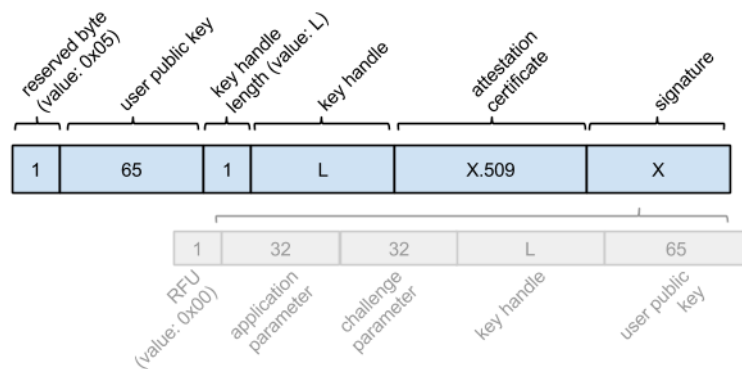 reserved byte
(value: 0x05)
user public key
key handle
length (value: L)
key handle
attestation
certificate
signature
1 65 1 L X.509 X
1 32 32 L 65
RFU
(value: 0x00)
application
parameter
challenge
parameter
key handle
user public
key